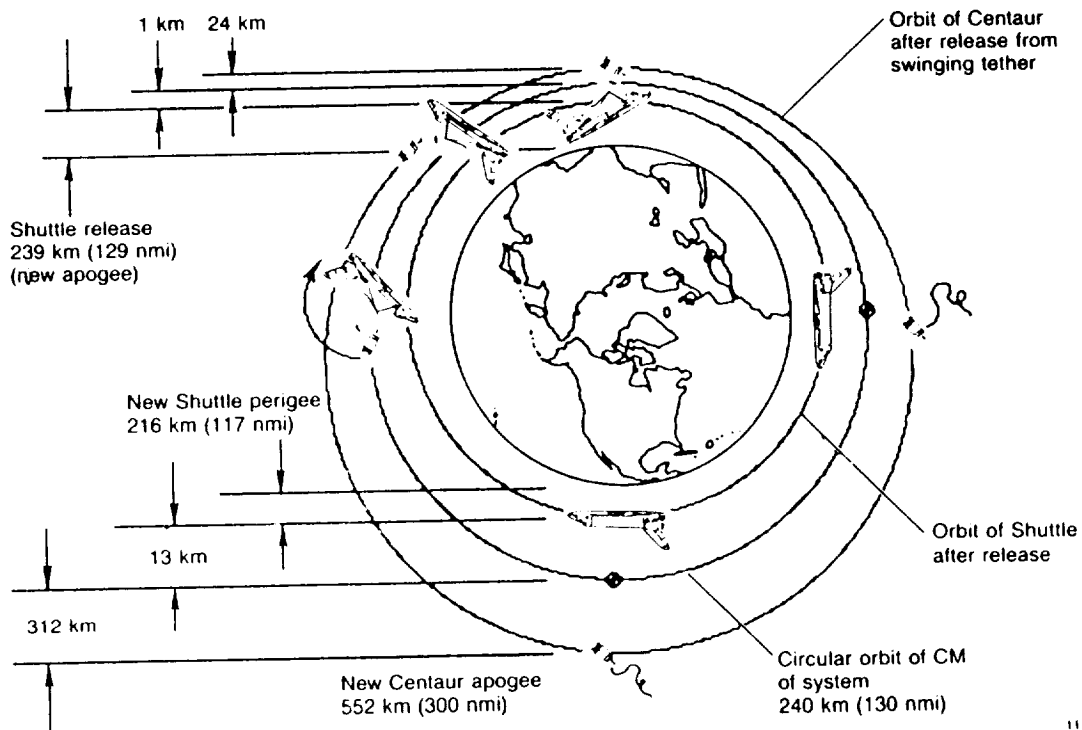 1 km
24 km
Orbit of Centaur
after release from
swinging tether
Shuttle release
239 km (129 nmi)
(new apogee)
New Shuttle perigee
216 km (117 nmi)
13 km
Orbit of Shuttle
after release
312 km
New Centaur apogee
552 km (300 nmi)
Circular orbit of CM
of system
240 km (130 nmi)